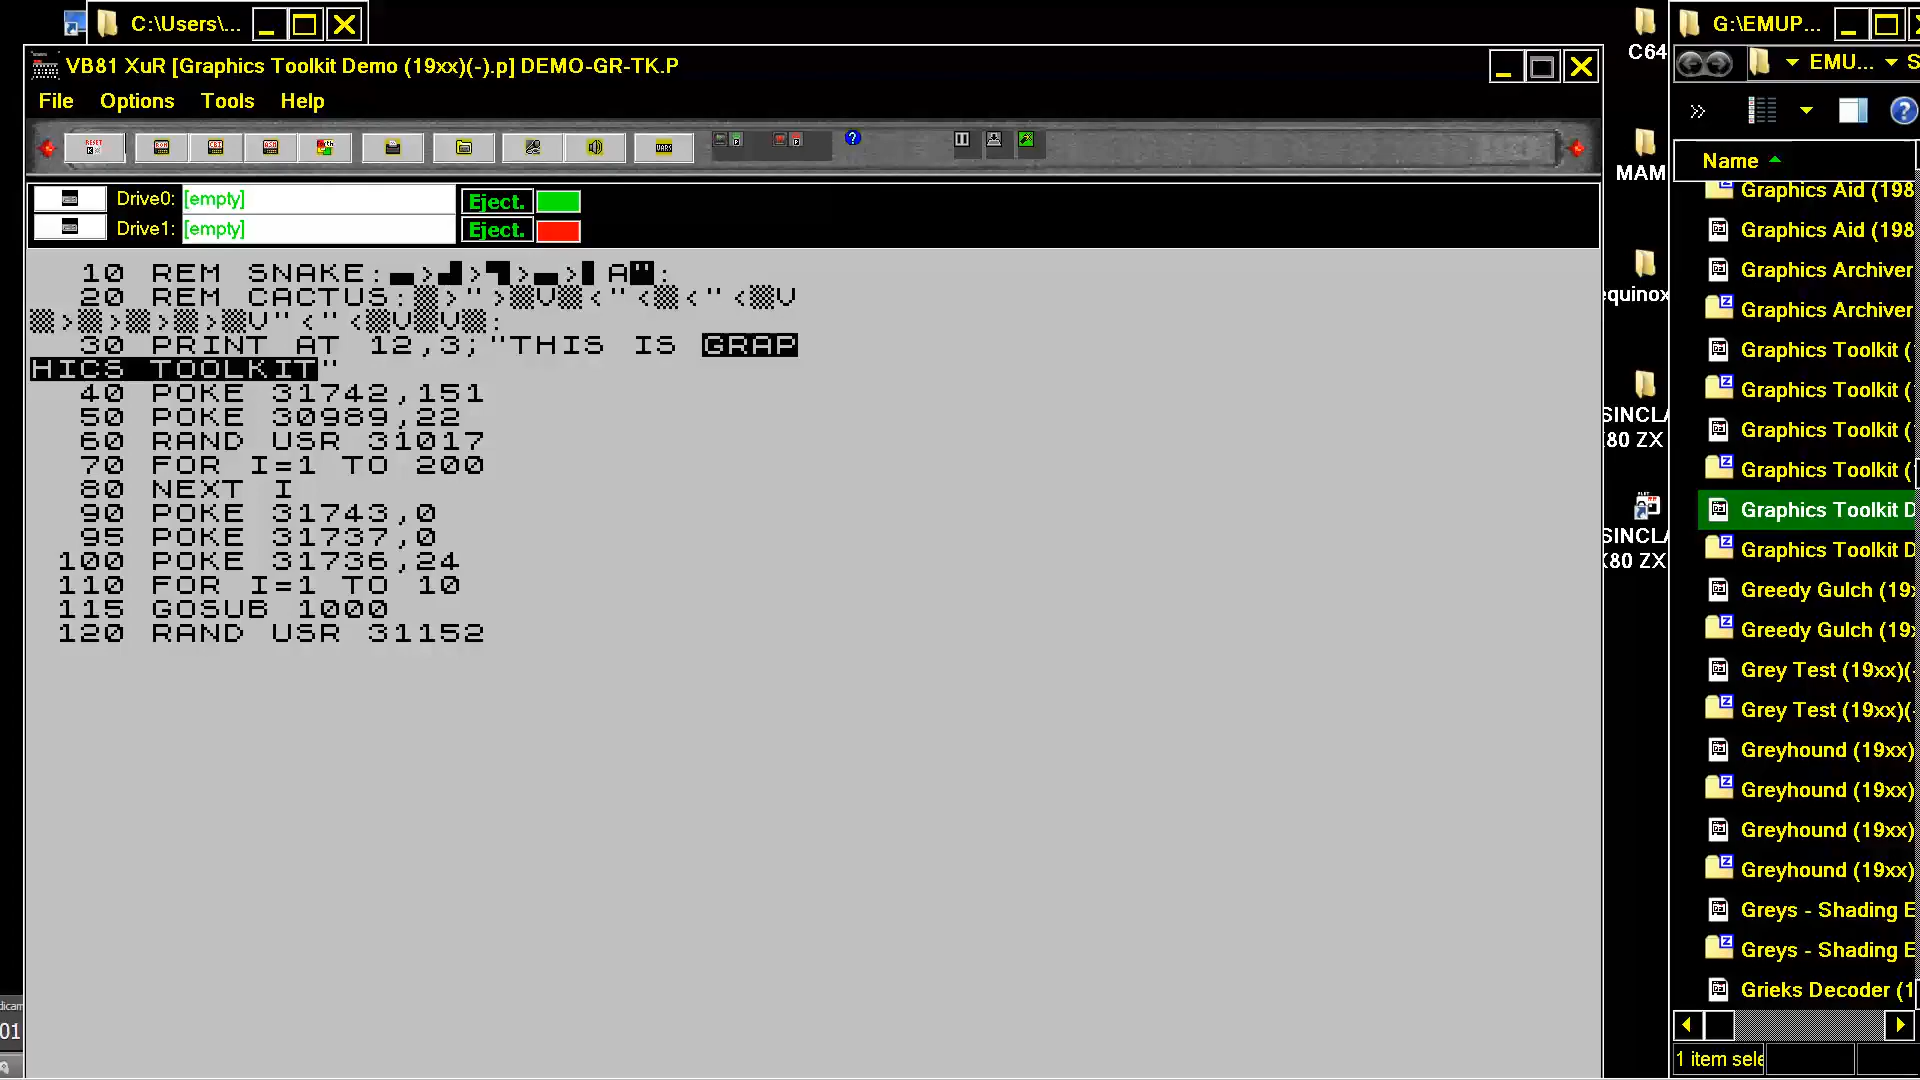 C:\Users\...
G:\EMUP...
VB81 XuR [Graphics Toolkit Demo (19xx)(-).p] DEMO-GR-TK.P
File Options Tools Help
Drive0: [empty] Eject.
Drive1: [empty] Eject.
10 REM SNAKE:▂>▟>▜>▂>▌ A":
20 REM CACTUS:▒>">▒V▒<"<▒<"<▒V
▒>▒>▒>▒>▒V"<"<▒V▒V▒:
30 PRINT AT 12,3;"THIS IS GRAP
HICS TOOLKIT"
40 POKE 31742,151
50 POKE 30989,22
60 RAND USR 31017
70 FOR I=1 TO 200
80 NEXT I
90 POKE 31743,0
95 POKE 31737,0
100 POKE 31736,24
110 FOR I=1 TO 10
115 GOSUB 1000
120 RAND USR 31152
C64
MAM
equinox
SINCLA
80 ZX
SINCLA
80 ZX
EMU... S
Name
Graphics Aid (198
Graphics Aid (198
Graphics Archiver
Graphics Archiver
Graphics Toolkit (
Graphics Toolkit (
Graphics Toolkit (
Graphics Toolkit (
Graphics Toolkit D
Graphics Toolkit D
Greedy Gulch (19
Greedy Gulch (19
Grey Test (19xx)(
Grey Test (19xx)(
Greyhound (19xx)
Greyhound (19xx)
Greyhound (19xx)
Greyhound (19xx)
Greys - Shading E
Greys - Shading E
Grieks Decoder (1
1 item sele
dicam
01